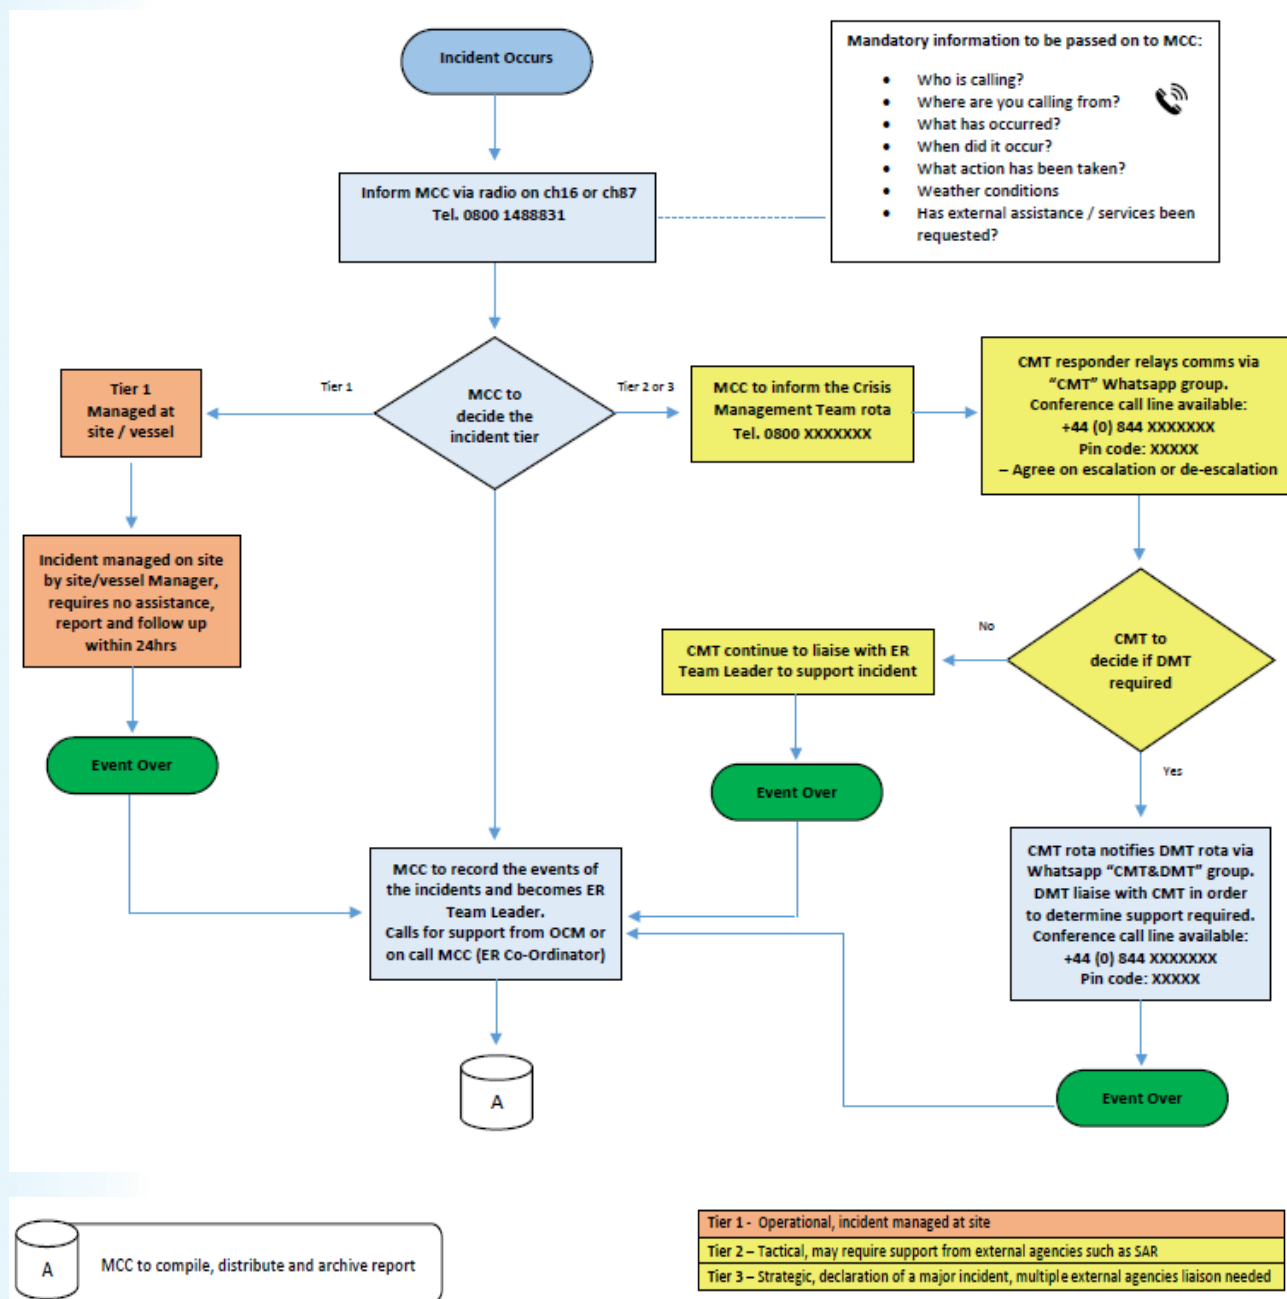 Incident Occurs
Mandatory information to be passed on to MCC:
• Who is calling?
• Where are you calling from?
• What has occurred?
• When did it occur?
• What action has been taken?
• Weather conditions
• Has external assistance / services been
requested?
Inform MCC via radio on ch16 or ch87
Tel. 0800 1488831
Tier 1
Managed at
site / vessel
Tier 1
MCC to
decide the
incident tier
Tier 2 or 3
MCC to inform the Crisis
Management Team rota
Tel. 0800 XXXXXXX
CMT responder relays comms via
“CMT” Whatsapp group.
Conference call line available:
+44 (0) 844 XXXXXXX
Pin code: XXXXX
– Agree on escalation or de-escalation
Incident managed on site
by site/vessel Manager,
requires no assistance,
report and follow up
within 24hrs
CMT to
decide if DMT
required
No
CMT continue to liaise with ER
Team Leader to support incident
Event Over
Event Over
Yes
CMT rota notifies DMT rota via
Whatsapp “CMT&DMT” group.
DMT liaise with CMT in order
to determine support required.
Conference call line available:
+44 (0) 844 XXXXXXX
Pin code: XXXXX
MCC to record the events of
the incidents and becomes ER
Team Leader.
Calls for support from OCM or
on call MCC (ER Co-Ordinator)
A
Event Over
A
MCC to compile, distribute and archive report
Tier 1 - Operational, incident managed at site
Tier 2 – Tactical, may require support from external agencies such as SAR
Tier 3 – Strategic, declaration of a major incident, multiple external agencies liaison needed